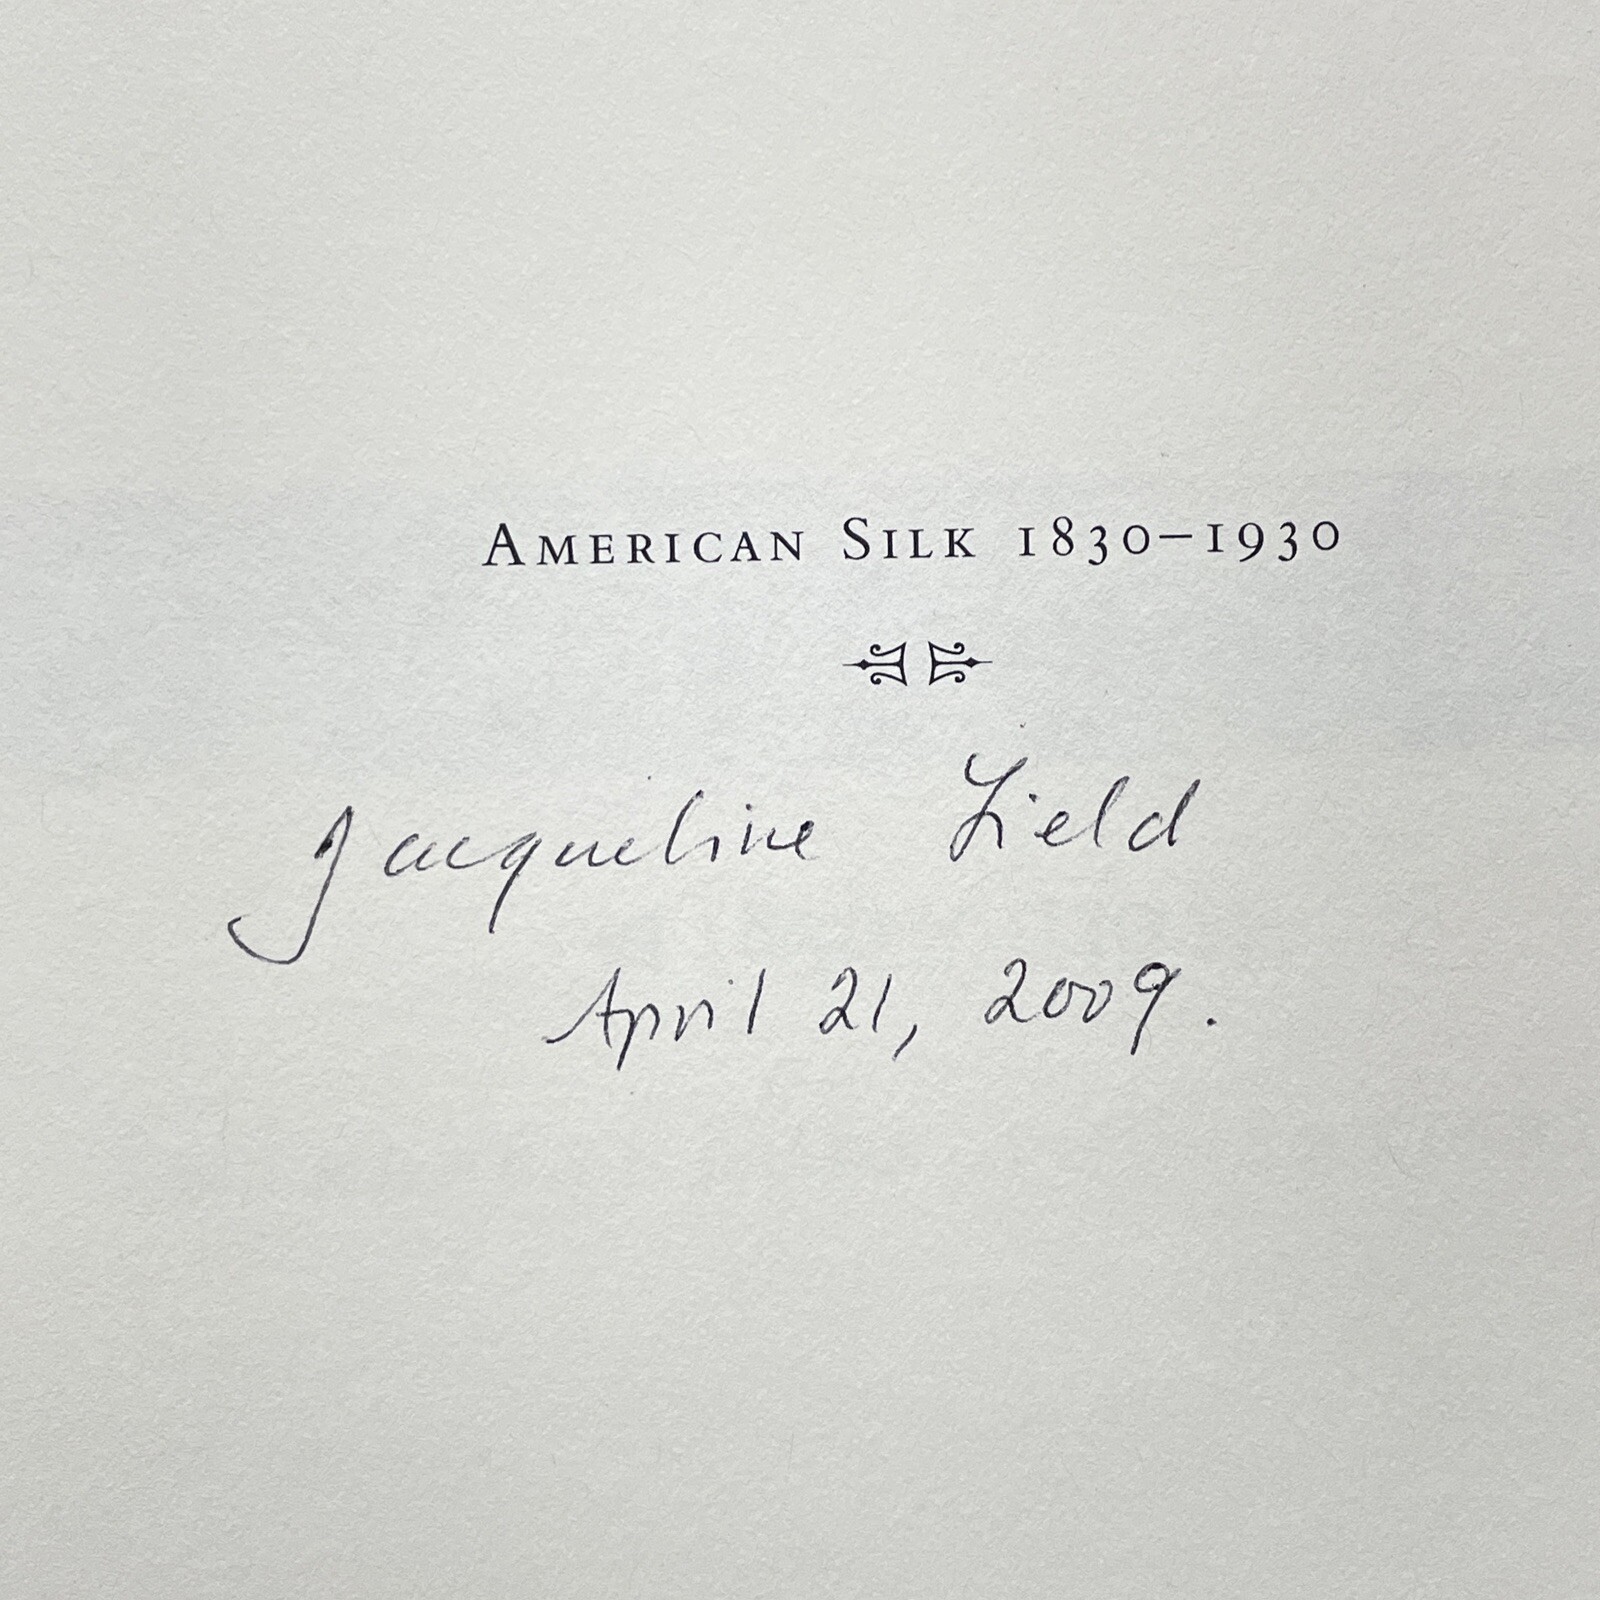 American Silk 1830–1930
Jacqueline Field
April 21, 2009.